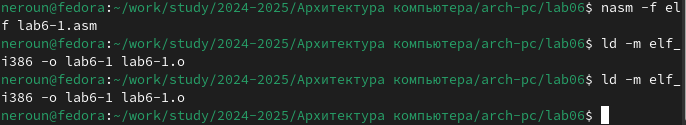 neroun@fedora:~/work/study/2024-2025/Архитектура компьютера/arch-pc/lab06$ nasm -f el
f lab6-1.asm
neroun@fedora:~/work/study/2024-2025/Архитектура компьютера/arch-pc/lab06$ ld -m elf_
i386 -o lab6-1 lab6-1.o
neroun@fedora:~/work/study/2024-2025/Архитектура компьютера/arch-pc/lab06$ ld -m elf_
i386 -o lab6-1 lab6-1.o
neroun@fedora:~/work/study/2024-2025/Архитектура компьютера/arch-pc/lab06$